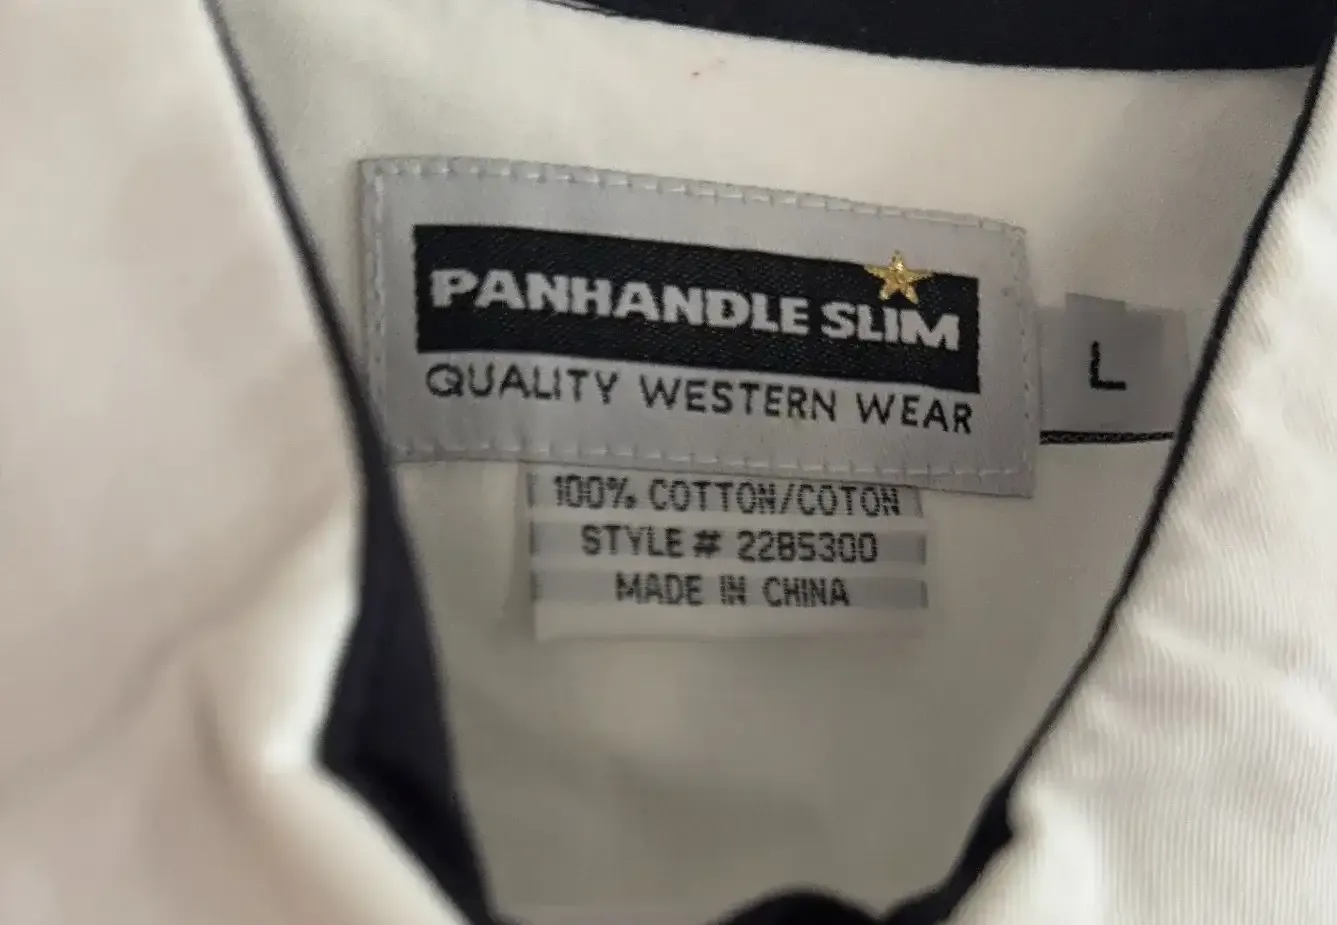 PANHANDLE SLIM
QUALITY WESTERN WEAR
L
100% COTTON/COTON
STYLE # 22B5300
MADE IN CHINA